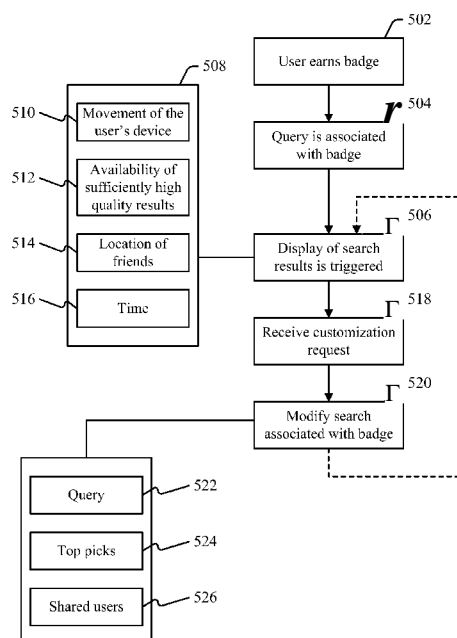 502
User earns badge
508
504
Query is associated
with badge
510
Movement of the
user's device
512
Availability of
sufficiently high
quality results
506
Display of search
results is triggered
514
Location of
friends
516
Time
518
Receive customization
request
520
Modify search
associated with badge
Query
522
Top picks
524
Shared users
526